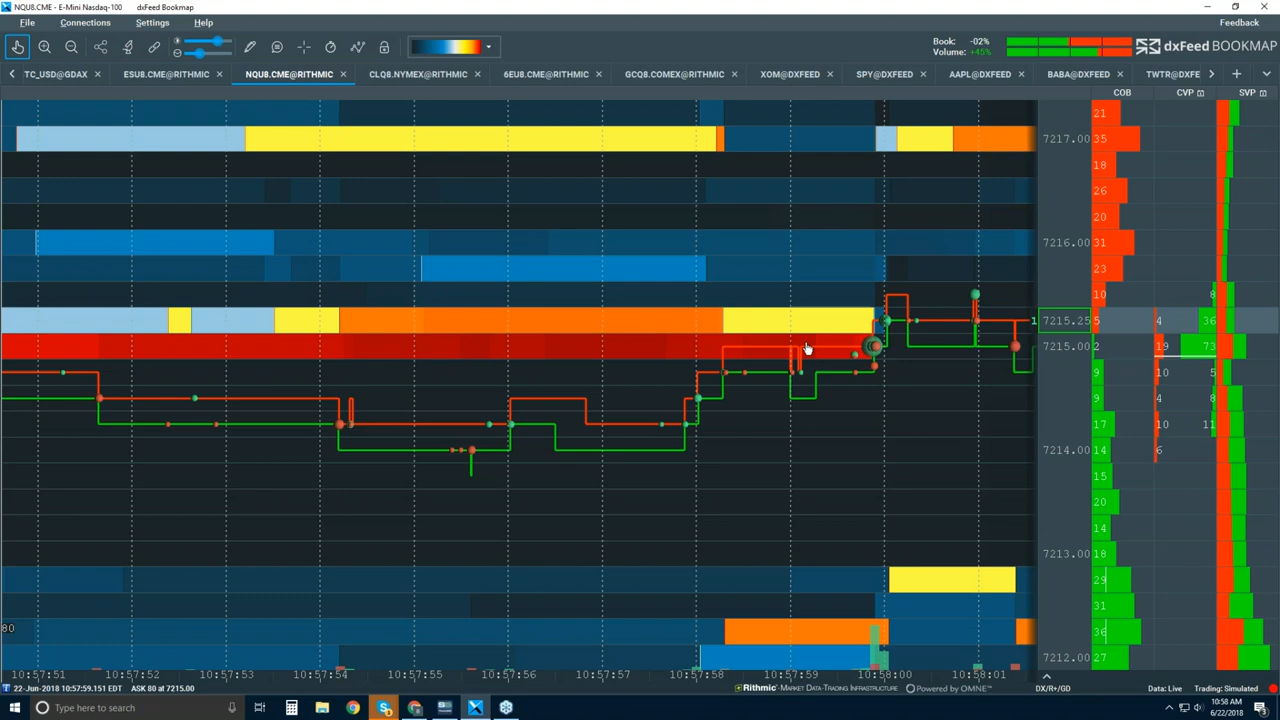 NQU8.CME - E-Mini Nasdaq-100 dxFeed Bookmap
File Connections Settings Help Feedback
Book: -02%
Volume: +45%
dxFeed BOOKMAP
TC_USD@GDAX ESU8.CME@RITHMIC NQU8.CME@RITHMIC CLQ8.NYMEX@RITHMIC 6EU8.CME@RITHMIC GCQ8.COMEX@RITHMIC XOM@DXFEED SPY@DXFEED AAPL@DXFEED BABA@DXFEED TWTR@DXFE
COB CVP SVP
21
7217.00 35
18
26
20
7216.00 31
23
10 8
1 7215.25 5 4 36
7215.00 2 19 73
9 10 5
9 4 8
17 10 11
7214.00 14 6
15
20
14
7213.00 18
29
31
80 36
7212.00 27
10:57:51 10:57:52 10:57:53 10:57:54 10:57:55 10:57:56 10:57:57 10:57:58 10:57:59 10:58:00 10:58:01
22-Jun-2018 10:57:59.151 EDT ASK 80 at 7215.00 Rithmic - MARKET DATA-TRADING INFRASTRUCTURE Powered by OMNE™ DX/R+/GD Data: Live Trading: Simulated
Type here to search
10:58 AM
6/22/2018
3